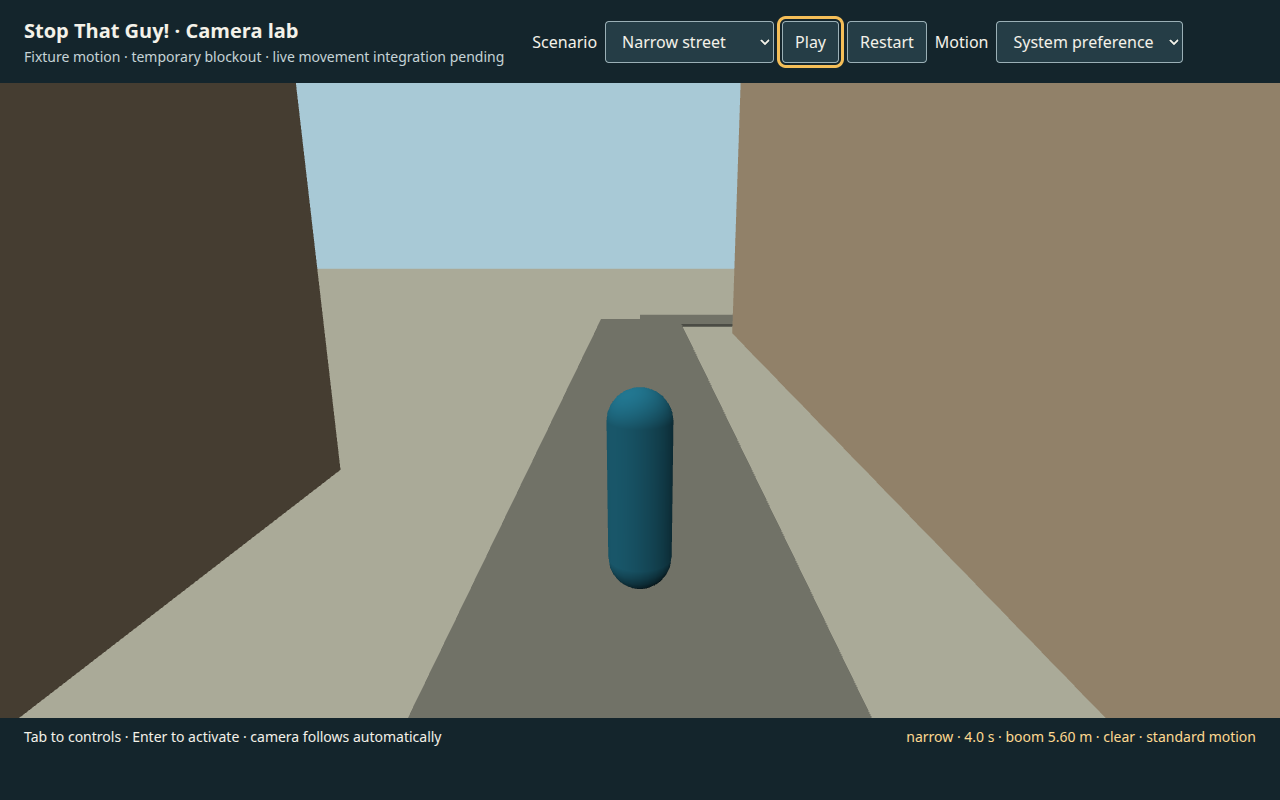 Stop That Guy! · Camera lab
Fixture motion · temporary blockout · live movement integration pending
Scenario Narrow street Play Restart Motion System preference
Tab to controls · Enter to activate · camera follows automatically
narrow · 4.0 s · boom 5.60 m · clear · standard motion